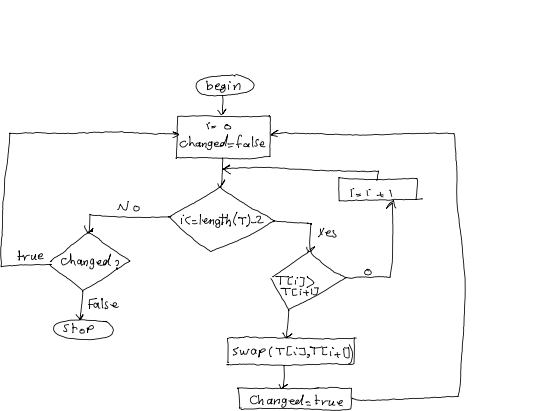 begin
i= 0
changed=false
i=i+1
No
i<=length(T)-2
Yes
true
changed?
T[i]>
T[i+1]
0
False
stop
swap(T[i],T[i+1])
Changed=true